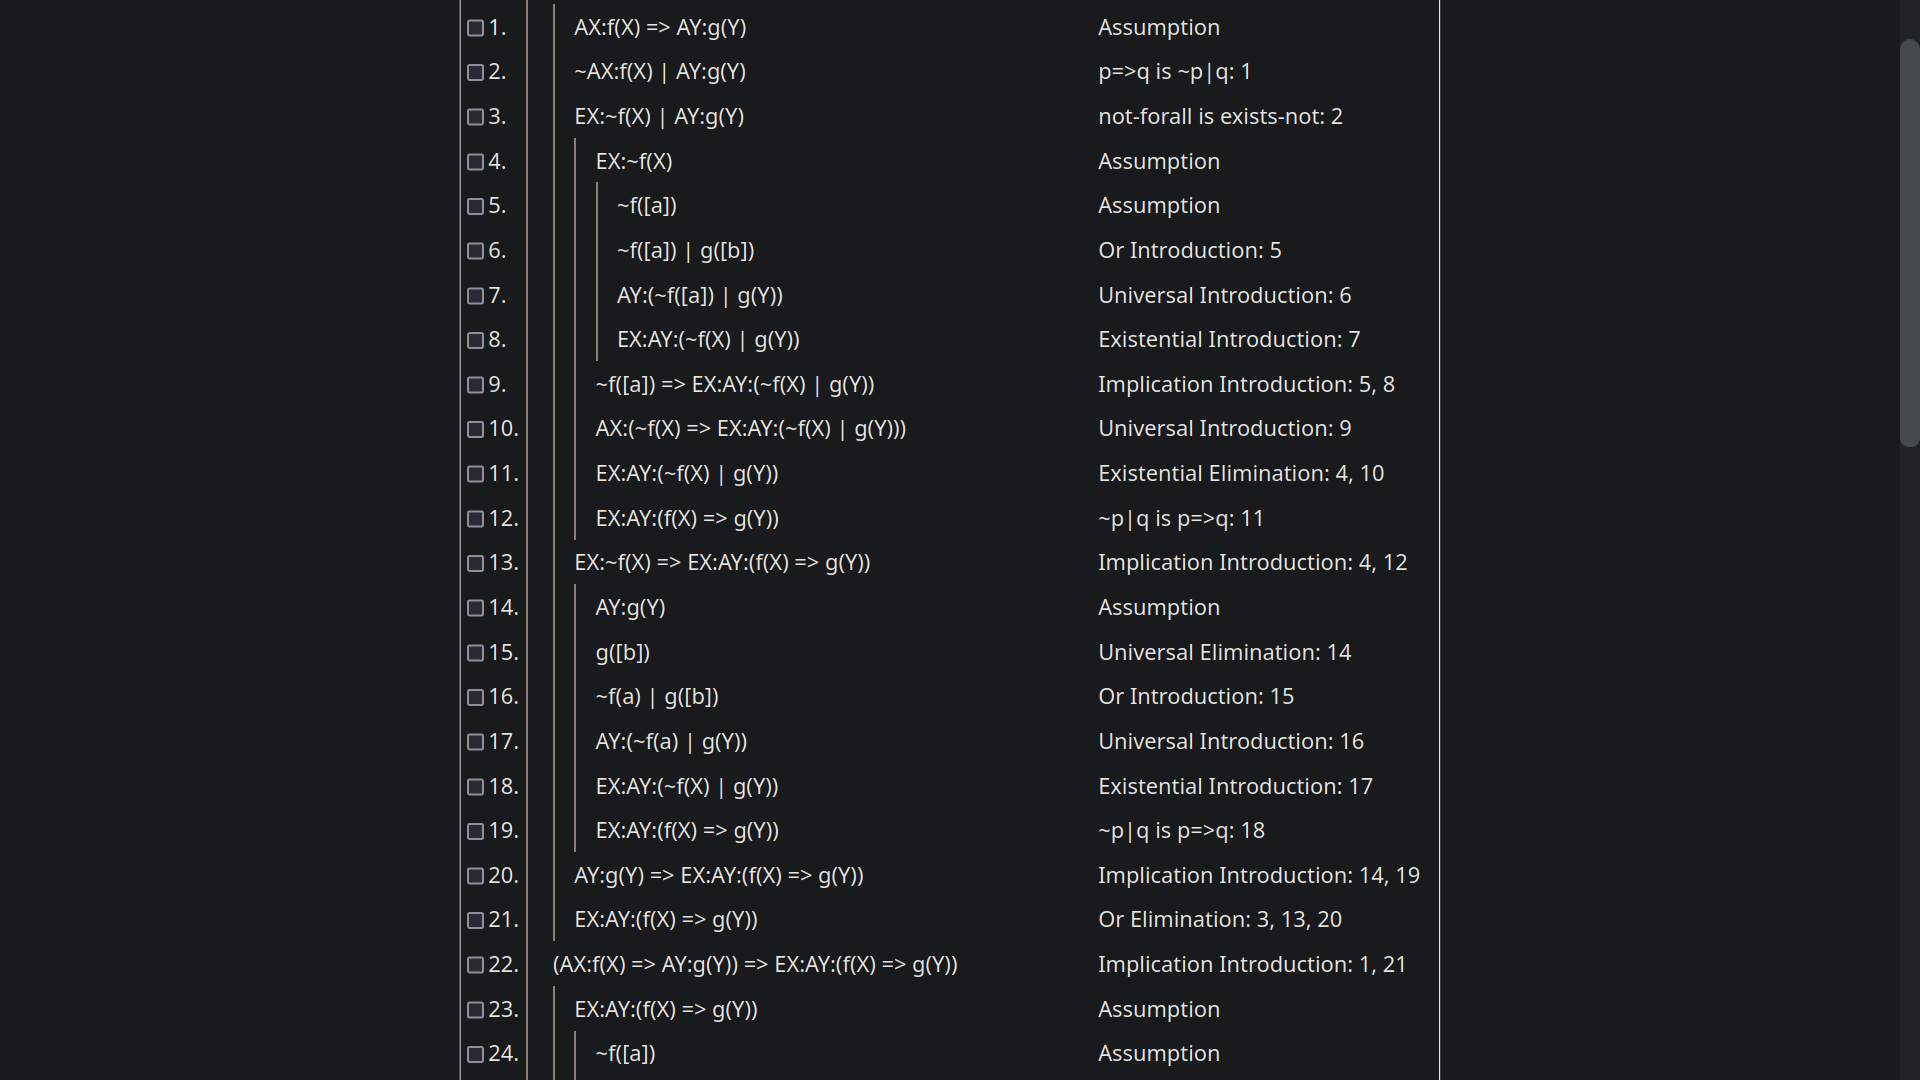 1. AX:f(X) => AY:g(Y) Assumption
2. ~AX:f(X) | AY:g(Y) p=>q is ~p|q: 1
3. EX:~f(X) | AY:g(Y) not-forall is exists-not: 2
4. EX:~f(X) Assumption
5. ~f([a]) Assumption
6. ~f([a]) | g([b]) Or Introduction: 5
7. AY:(~f([a]) | g(Y)) Universal Introduction: 6
8. EX:AY:(~f(X) | g(Y)) Existential Introduction: 7
9. ~f([a]) => EX:AY:(~f(X) | g(Y)) Implication Introduction: 5, 8
10. AX:(~f(X) => EX:AY:(~f(X) | g(Y))) Universal Introduction: 9
11. EX:AY:(~f(X) | g(Y)) Existential Elimination: 4, 10
12. EX:AY:(f(X) => g(Y)) ~p|q is p=>q: 11
13. EX:~f(X) => EX:AY:(f(X) => g(Y)) Implication Introduction: 4, 12
14. AY:g(Y) Assumption
15. g([b]) Universal Elimination: 14
16. ~f(a) | g([b]) Or Introduction: 15
17. AY:(~f(a) | g(Y)) Universal Introduction: 16
18. EX:AY:(~f(X) | g(Y)) Existential Introduction: 17
19. EX:AY:(f(X) => g(Y)) ~p|q is p=>q: 18
20. AY:g(Y) => EX:AY:(f(X) => g(Y)) Implication Introduction: 14, 19
21. EX:AY:(f(X) => g(Y)) Or Elimination: 3, 13, 20
22. (AX:f(X) => AY:g(Y)) => EX:AY:(f(X) => g(Y)) Implication Introduction: 1, 21
23. EX:AY:(f(X) => g(Y)) Assumption
24. ~f([a]) Assumption